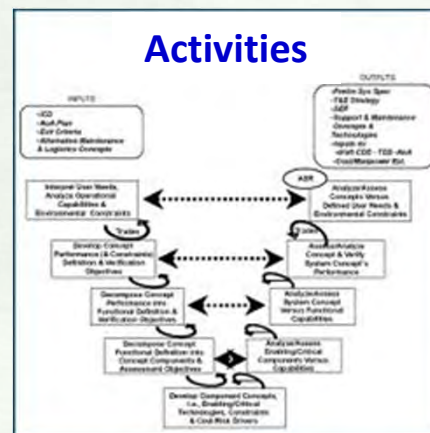 Activities
INPUTS
-ICD
-AoA Plan
-Exit Criteria
-Alternative Maintenance
& Logistics Concepts
OUTPUTS
-Prelim Sys Spec
-T&E Strategy
-SEP
-Support & Maintenance
Concepts &
Technologies
-Inputs to:
-draft CDD -TDS -AoA
-Cost/Manpower Est.
ASR
Interpret User Needs,
Analyze Operational
Capabilities &
Environmental Constraints
Analyze/Assess
Concepts Versus
Defined User Needs &
Environmental Constraints
Trades
Trades
Develop Concept
Performance (& Constraints)
Definition & Verification
Objectives
Assess/Analyze
Concept & Verify
System Concept's
Performance
Decompose Concept
Performance into
Functional Definition &
Verification Objectives
Analyze/Assess
System Concept
Versus Functional
Capabilities
Decompose Concept
Functional Definition into
Concept Components &
Assessment Objectives
Analyze/Assess
Enabling/Critical
Components Versus
Capabilities
Develop Component Concepts,
i.e., Enabling/Critical
Technologies, Constraints
& Cost/Risk Drivers